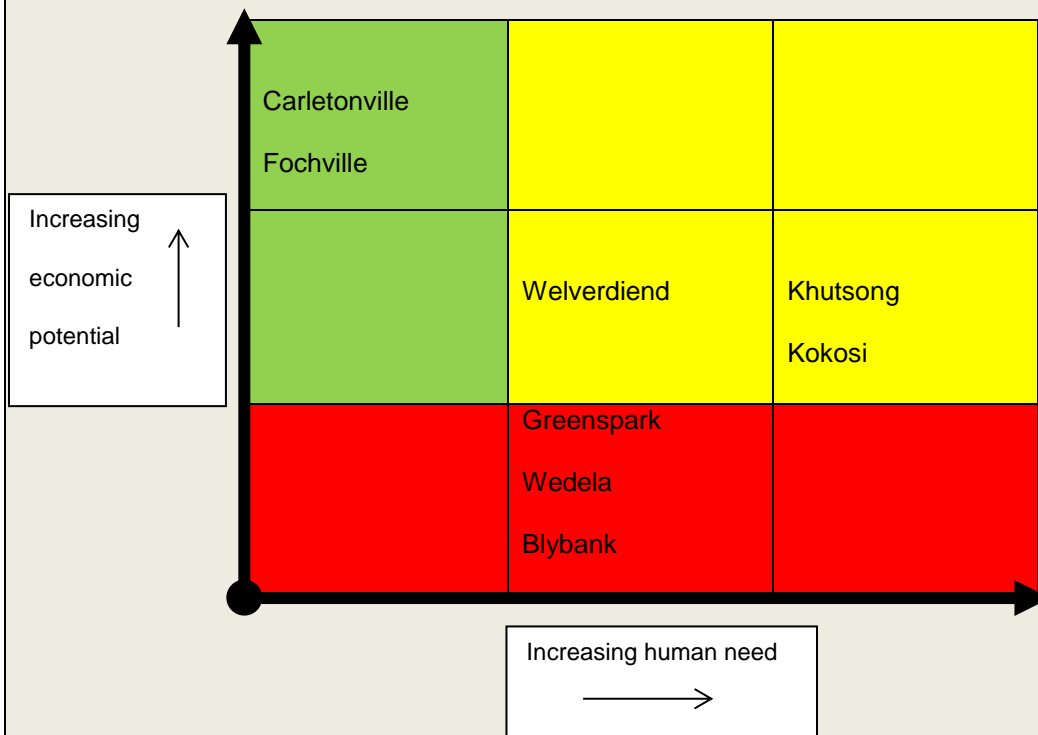 Carletonville
Fochville
Increasing
economic
potential
Welverdiend
Khutsong
Kokosi
Greenspark
Wedela
Blybank
Increasing human need